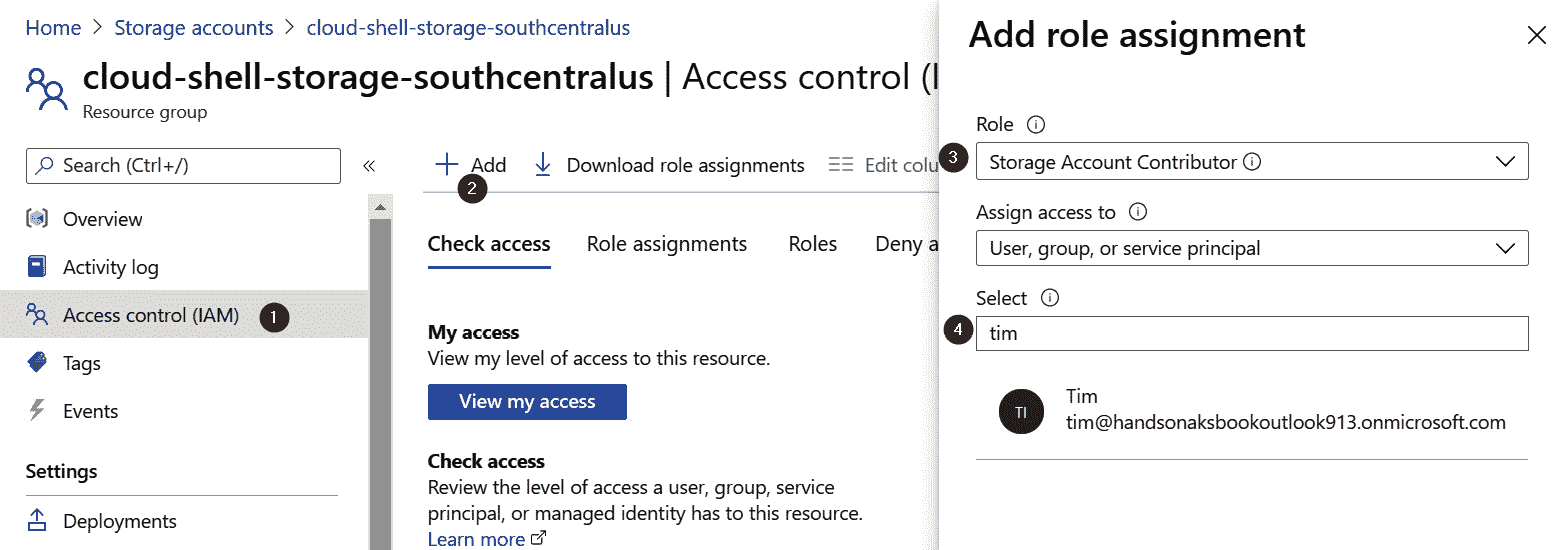 Home > Storage accounts > cloud-shell-storage-southcentralus
cloud-shell-storage-southcentralus | Access control (I
Resource group
Search (Ctrl+/)
«
Overview
Activity log
Access control (IAM) 1
Tags
Events
Settings
Deployments
+ Add Download role assignments Edit colu
2
Check access Role assignments Roles Deny a
My access
View my level of access to this resource.
View my access
Check access
Review the level of access a user, group, service
principal, or managed identity has to this resource.
Learn more
Add role assignment
Role
3 Storage Account Contributor
Assign access to
User, group, or service principal
Select
4 tim
TI
Tim
tim@handsonaksbookoutlook913.onmicrosoft.com